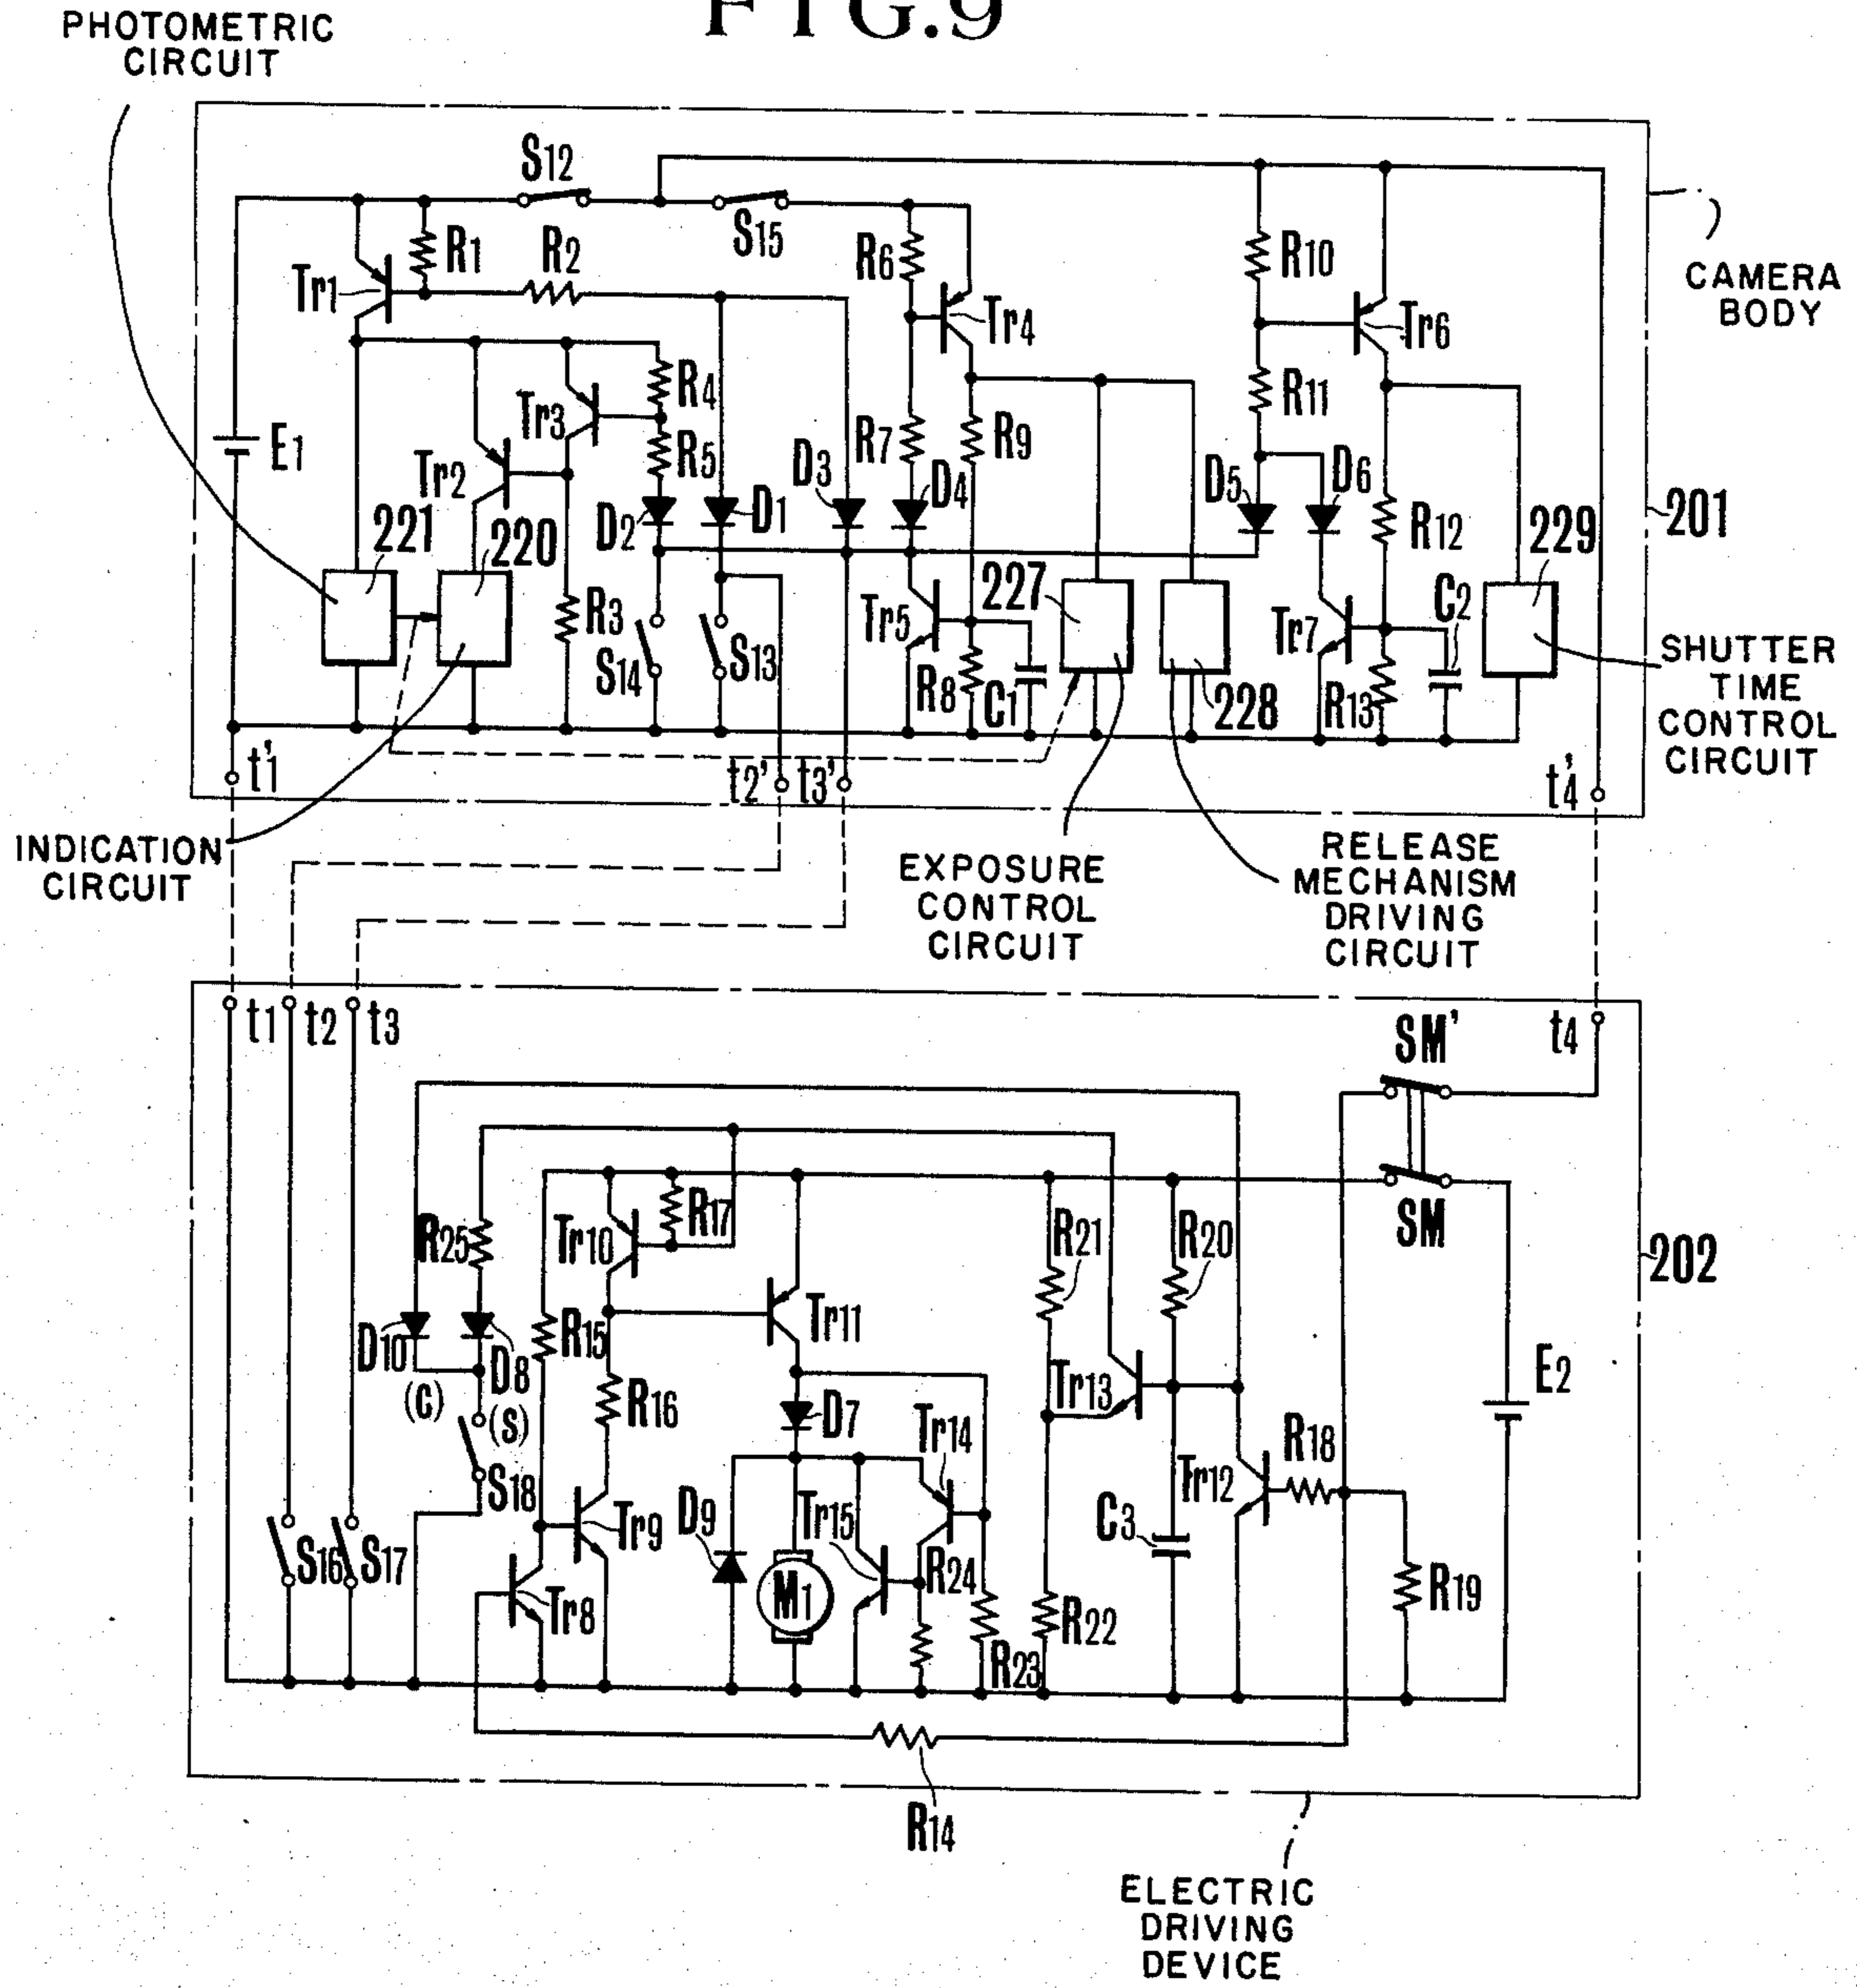 FIG.9
PHOTOMETRIC
CIRCUIT
S12
S15
R1
R2
Tr1
R6
Tr4
R10
Tr6
CAMERA
BODY
E1
Tr3
R4
Tr2
R5
D2
D1
D3
R7
D4
R9
R11
D5
D6
R12
229
201
221
220
R3
S14
S13
Tr5
R8
C1
227
228
Tr7
R13
C2
SHUTTER
TIME
CONTROL
CIRCUIT
t1'
t2'
t3'
t4'
INDICATION
CIRCUIT
EXPOSURE
CONTROL
CIRCUIT
RELEASE
MECHANISM
DRIVING
CIRCUIT
t1
t2
t3
t4
SM'
SM
R25
Tr10
R17
R21
R20
202
D10
(C)
D8
(S)
R15
Tr11
R16
D7
Tr13
E2
S18
Tr14
R18
Tr12
S16
S17
Tr9
D9
Tr15
C3
Tr8
M1
R24
R23
R22
R19
R14
ELECTRIC
DRIVING
DEVICE